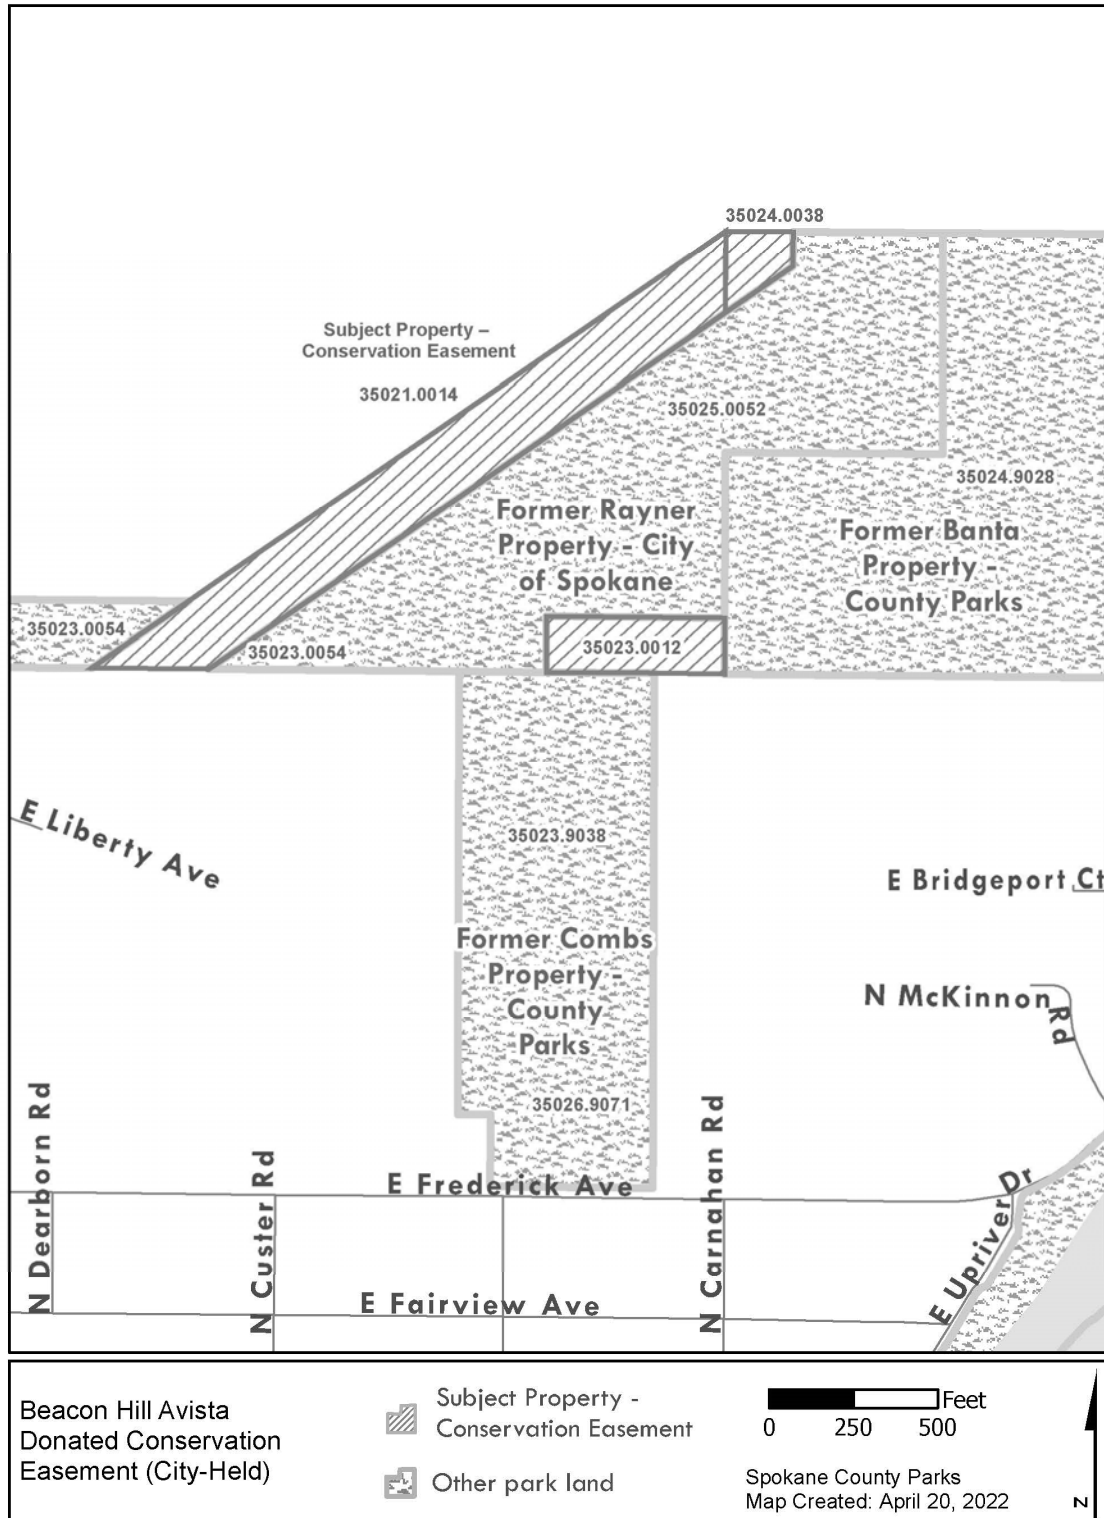 35024.0038
Subject Property –
Conservation Easement
35021.0014
35025.0052
35024.9028
Former Rayner
Property - City
of Spokane
Former Banta
Property -
County Parks
35023.0054
35023.0054
35023.0012
E Liberty Ave
35023.9038
E Bridgeport Ct
Former Combs
Property -
County
Parks
N McKinnon Rd
35026.9071
N Dearborn Rd
N Custer Rd
E Frederick Ave
N Carnahan Rd
E Upriver Dr
E Fairview Ave
Beacon Hill Avista
Donated Conservation
Easement (City-Held)
Subject Property -
Conservation Easement
Other park land
Feet
0 250 500
Spokane County Parks
Map Created: April 20, 2022
N